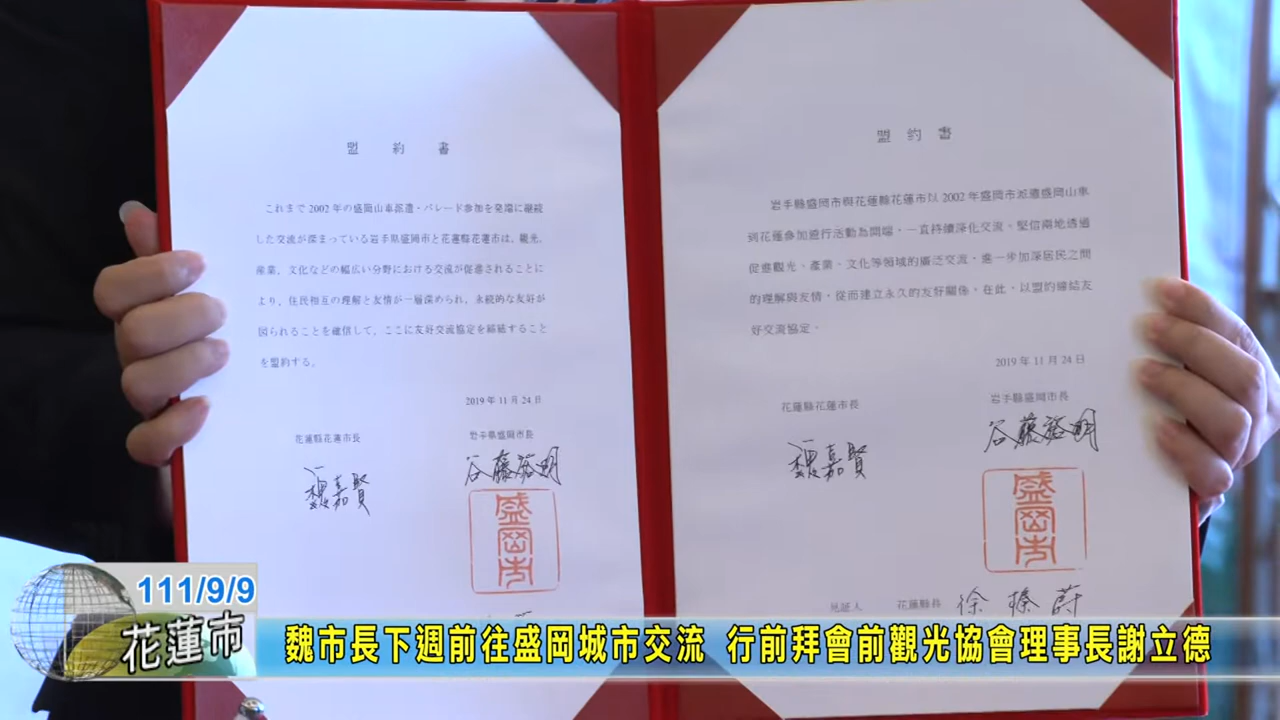 盟約書
これまで2002年の盛岡山車派遣・パレード参加を発端に継続
した交流が深まっている岩手県盛岡市と花蓮縣花蓮市は、観光、
産業、文化などの幅広い分野における交流が促進されることに
より、住民相互の理解と友情が一層深められ、永続的な友好が
図られることを確信して、ここに友好交流協定を締結すること
を盟約する。
2019年11月24日
花蓮縣花蓮市長
岩手県盛岡市長
魏嘉賢
谷藤裕明
盛岡市
盟約書
岩手縣盛岡市與花蓮縣花蓮市以2002年盛岡市派遣盛岡山車
到花蓮參加遊行活動為開端，一直持續深化交流。堅信兩地透過
促進觀光、產業、文化等領域的廣泛交流，進一步加深居民之間
的理解與友情，從而建立永久的友好關係。在此，以盟約締結友
好交流協定。
2019年11月24日
花蓮縣花蓮市長
岩手縣盛岡市長
魏嘉賢
谷藤裕明
盛岡市
見証人 花蓮縣長 徐榛蔚
111/9/9
花蓮市
魏市長下週前往盛岡城市交流 行前拜會前觀光協會理事長謝立德